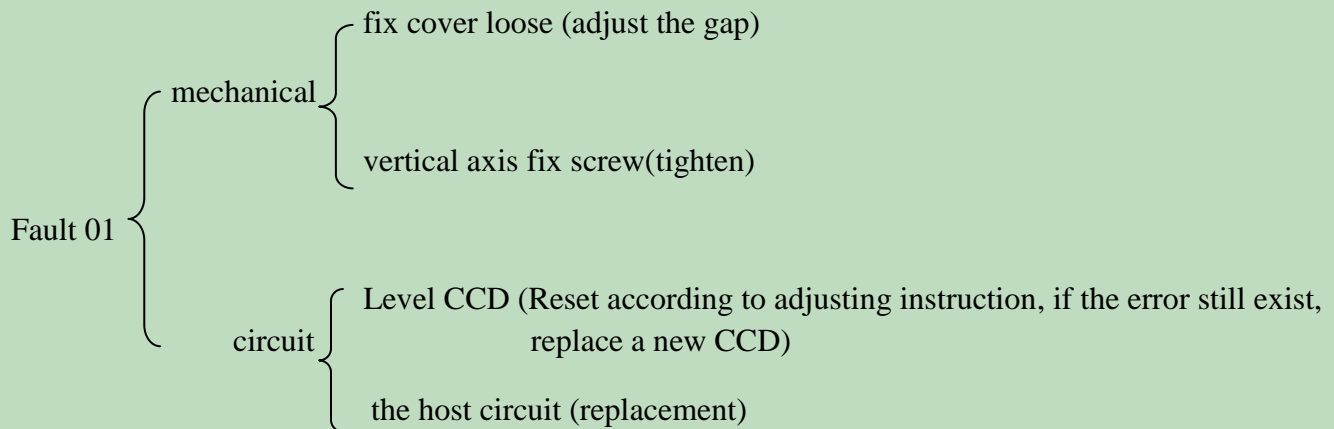 fix cover loose (adjust the gap)
mechanical
vertical axis fix screw(tighten)
Fault 01
Level CCD (Reset according to adjusting instruction, if the error still exist,
replace a new CCD)
circuit
the host circuit (replacement)